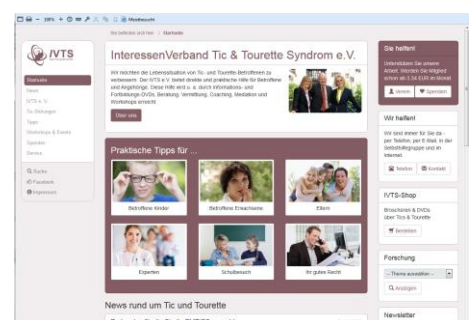 100%
Sie befinden sich hier: / Startseite
IVTS
Startseite
News
IVTS e. V.
Tic-Störungen
Tipps
Workshops & Events
Spenden
Service
Suche
Facebook
Impressum
InteressenVerband Tic & Tourette Syndrom e.V.
Wir möchten die Lebenssituation von Tic- und Tourette-Betroffenen zu
verbessern. Der IVTS e.V. bietet direkte und praktische Hilfe für Betroffene
und Angehörige. Diese Hilfe wird u. a. durch Informations- und
Fortbildungs-DVDs, Beratung, Vermittlung, Coaching, Mediation und
Workshops erreicht.
Über uns
Praktische Tipps für ...
Betroffene Kinder
Betroffene Erwachsene
Eltern
Experten
Schulbesuch
Ihr gutes Recht
News rund um Tic und Tourette
Sie helfen!
Unterstützen Sie unsere
Arbeit. Werden Sie Mitglied
schon ab 3,34 EUR im Monat.
Verein
Spenden
Wir helfen!
Wir sind immer für Sie da -
per Telefon, per E-Mail, in der
Selbsthilfegruppe und im
Internet.
Telefon
Kontakt
IVTS-Shop
Broschüren & DVDs
über Tics & Tourette
Bestellen
Forschung
-- Thema auswählen --
Anzeigen
Newsletter